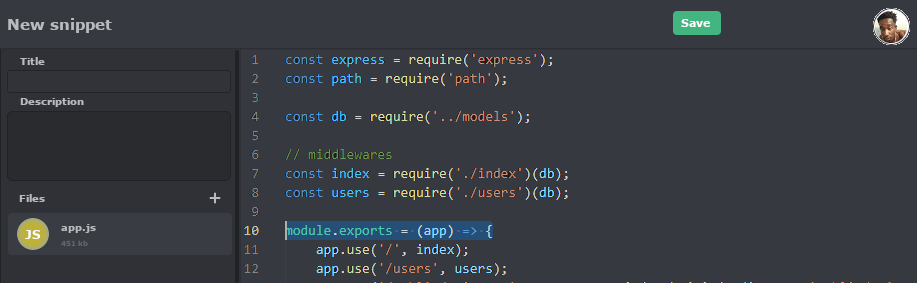 New snippet
Save
Title
Description
Files +
JS app.js
451 kb
1 const express = require('express');
2 const path = require('path');
3
4 const db = require('../models');
5
6 // middlewares
7 const index = require('./index')(db);
8 const users = require('./users')(db);
9
10 module.exports = (app) => {
11 app.use('/', index);
12 app.use('/users', users);